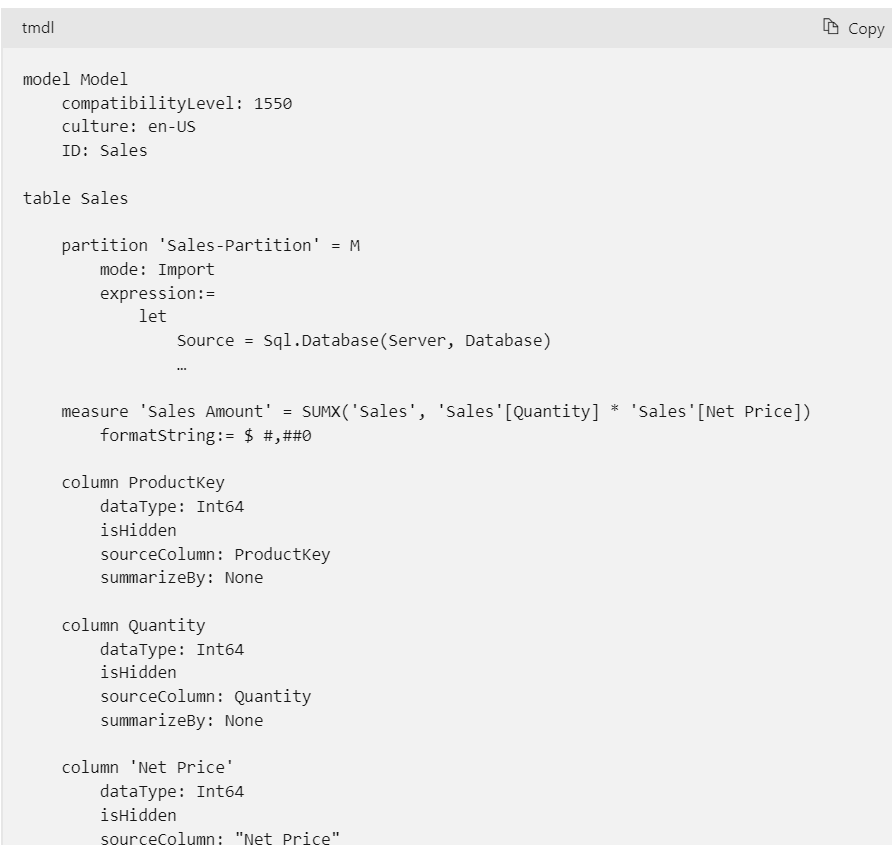 tmdl
Copy
model Model
    compatibilityLevel: 1550
    culture: en-US
    ID: Sales

table Sales

    partition 'Sales-Partition' = M
        mode: Import
        expression:=
            let
                Source = Sql.Database(Server, Database)
                …

    measure 'Sales Amount' = SUMX('Sales', 'Sales'[Quantity] * 'Sales'[Net Price])
        formatString:= $ #,##0

    column ProductKey
        dataType: Int64
        isHidden
        sourceColumn: ProductKey
        summarizeBy: None

    column Quantity
        dataType: Int64
        isHidden
        sourceColumn: Quantity
        summarizeBy: None

    column 'Net Price'
        dataType: Int64
        isHidden
        sourceColumn: "Net Price"